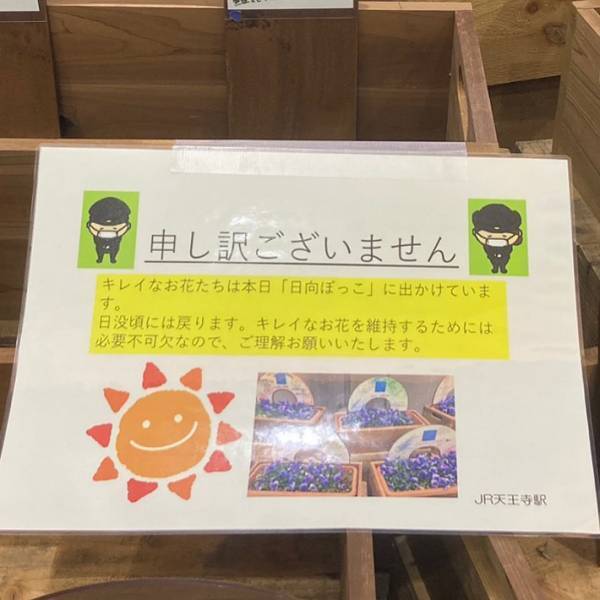 申し訳ございません
キレイなお花たちは本日「日向ぼっこ」に出かけていま
す。
日没頃には戻ります。キレイなお花を維持するためには
必要不可欠なので、ご理解お願いいたします。
JR天王寺駅